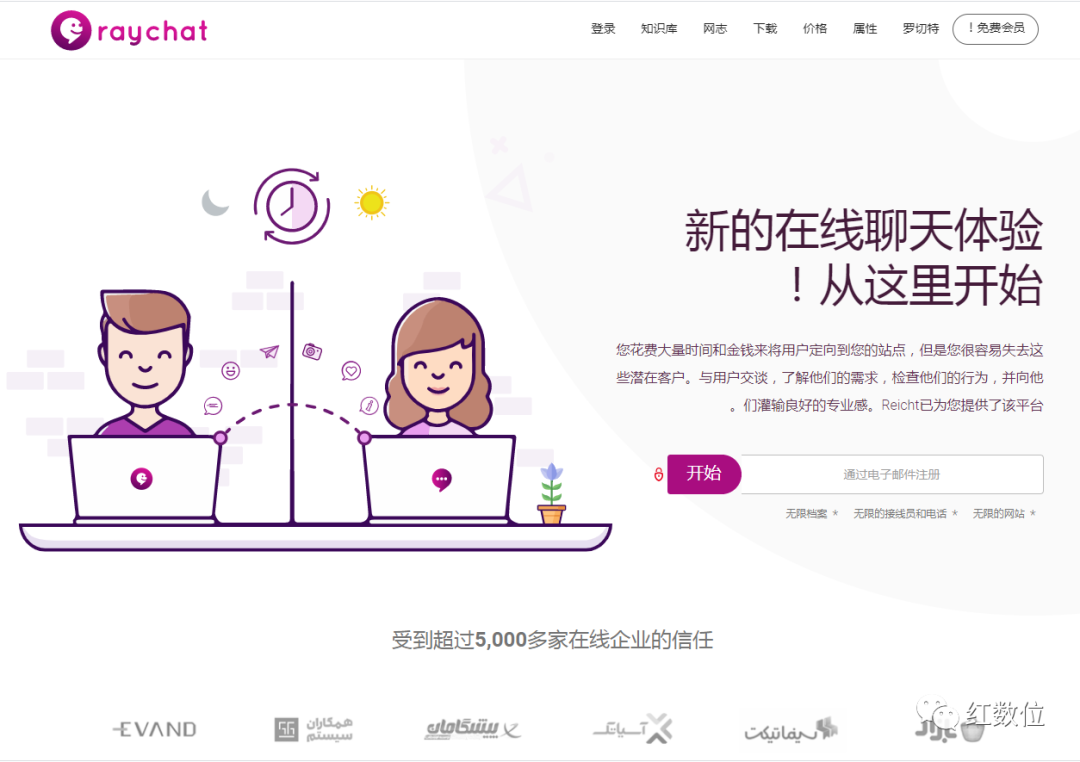 raychat
登录 知识库 网志 下载 价格 属性 罗切特 ！免费会员
新的在线聊天体验
！从这里开始
您花费大量时间和金钱来将用户定向到您的站点，但是您很容易失去这
些潜在客户。与用户交谈，了解他们的需求，检查他们的行为，并向他
。们灌输良好的专业感。Reicht已为您提供了该平台
开始 通过电子邮件注册
无限档案 * 无限的接线员和电话 * 无限的网站 *
受到超过5,000多家在线企业的信任
EVAND
همکاران
سیستم
پیشگامان
آسیاتک
红数位